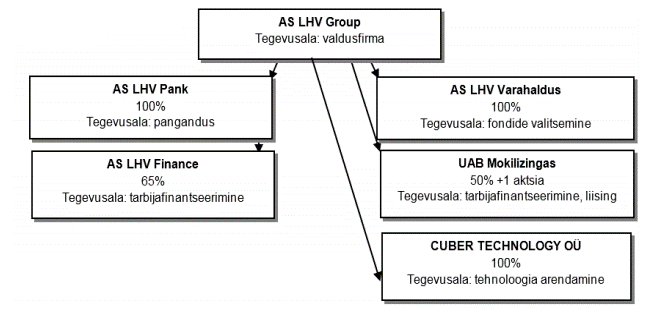 AS LHV Group
Tegevusala: valdusfirma
AS LHV Pank
100%
Tegevusala: pangandus
AS LHV Varahaldus
100%
Tegevusala: fondide valitsemine
AS LHV Finance
65%
Tegevusala: tarbijafinantseerimine
UAB Mokilizingas
50% +1 aktsia
Tegevusala: tarbijafinantseerimine, liising
CUBER TECHNOLOGY OÜ
100%
Tegevusala: tehnoloogia arendamine